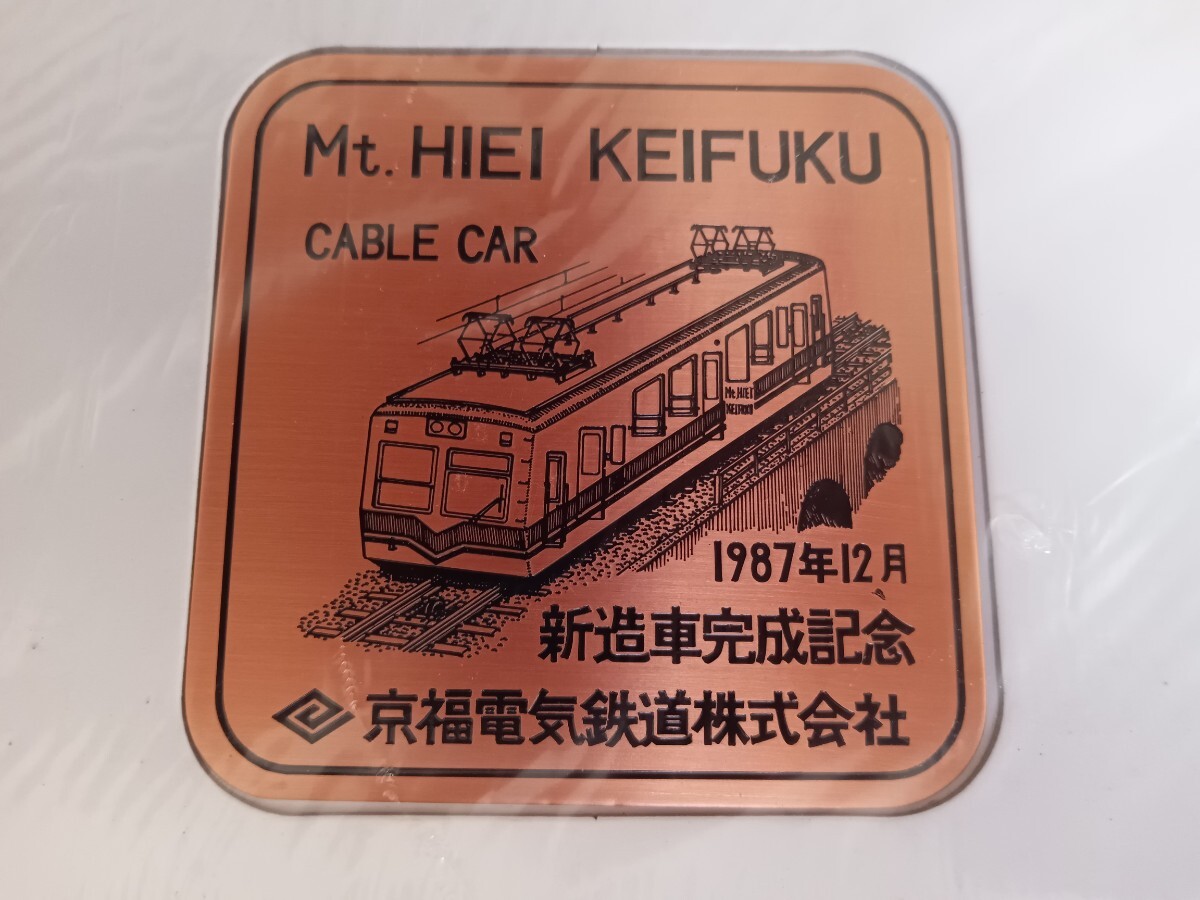 Mt. HIEI KEIFUKU
CABLE CAR
Mt. HIEI
KEIFUKU
1987年12月
新造車完成記念
京福電気鉄道株式会社